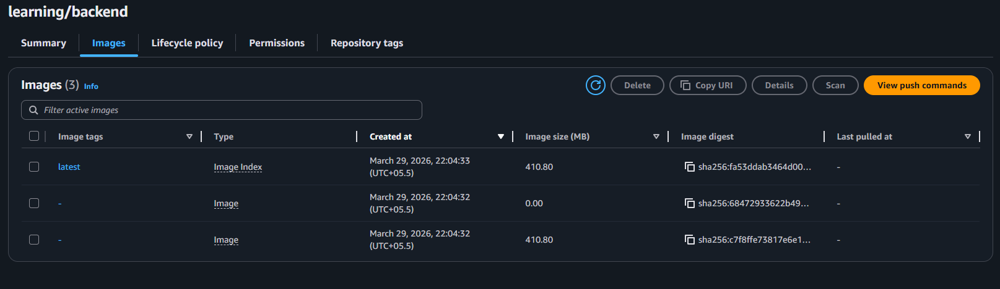 learning/backend
Summary Images Lifecycle policy Permissions Repository tags
Images (3) Info Delete Copy URI Details Scan View push commands
Filter active images
Image tags Type Created at Image size (MB) Image digest Last pulled at
latest Image Index March 29, 2026, 22:04:33 (UTC+05.5) 410.80 sha256:fa53ddab3464d00... -
- Image March 29, 2026, 22:04:32 (UTC+05.5) 0.00 sha256:68472933622b49... -
- Image March 29, 2026, 22:04:32 (UTC+05.5) 410.80 sha256:c7f8ffe73817e6e1... -